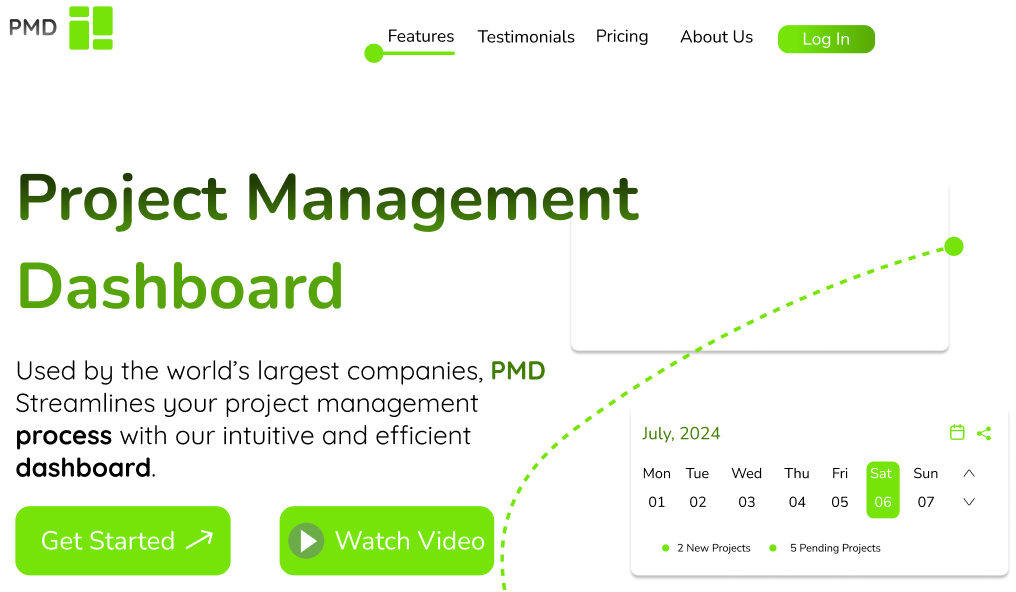 PMD
Features Testimonials Pricing About Us Log In
Project Management
Dashboard
Used by the world’s largest companies, PMD
Streamlines your project management
process with our intuitive and efficient
dashboard.
Get Started Watch Video
July, 2024
Mon Tue Wed Thu Fri Sat Sun
01 02 03 04 05 06 07
2 New Projects 5 Pending Projects